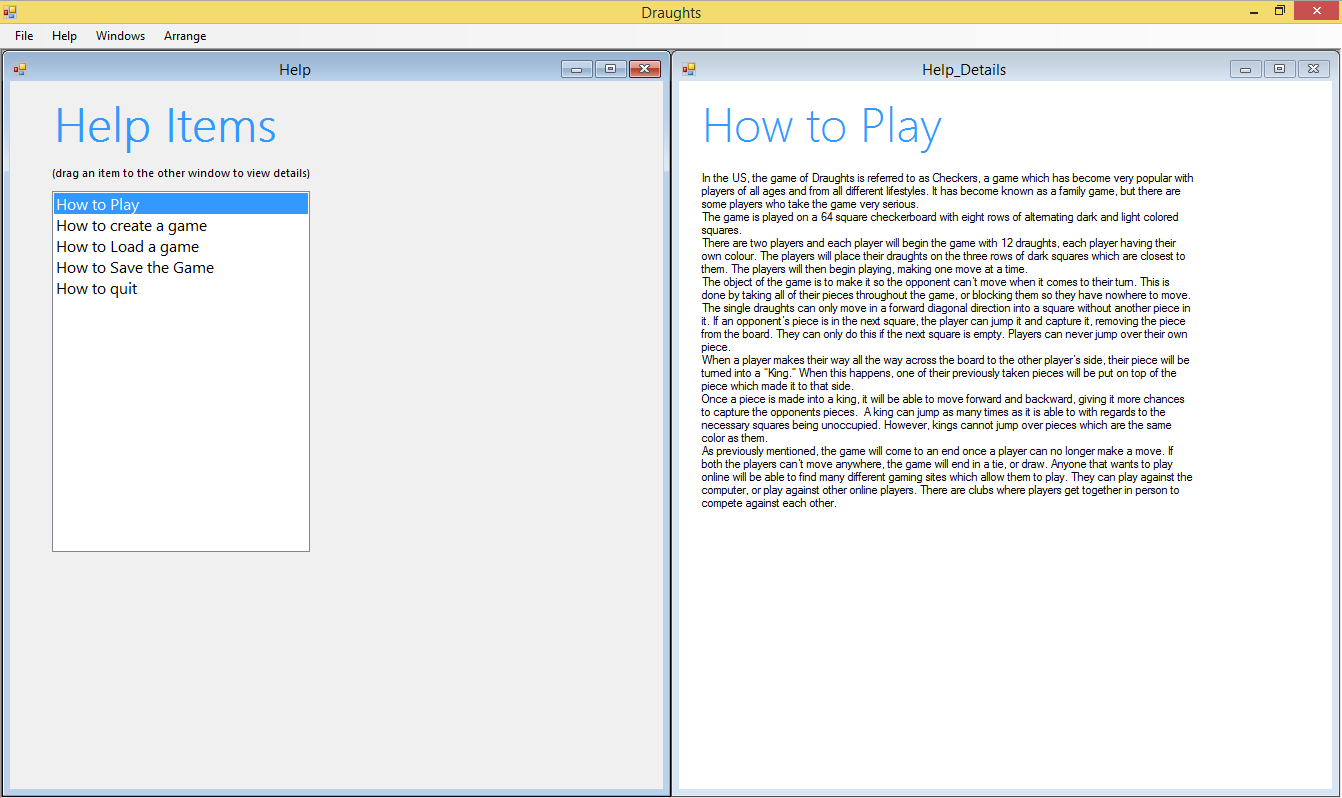 Draughts
File Help Windows Arrange
Help
Help Items
(drag an item to the other window to view details)
How to Play
How to create a game
How to Load a game
How to Save the Game
How to quit
Help_Details
How to Play
In the US, the game of Draughts is referred to as Checkers, a game which has become very popular with
players of all ages and from all different lifestyles. It has become known as a family game, but there are
some players who take the game very serious.
The game is played on a 64 square checkerboard with eight rows of alternating dark and light colored
squares.
There are two players and each player will begin the game with 12 draughts, each player having their
own colour. The players will place their draughts on the three rows of dark squares which are closest to
them. The players will then begin playing, making one move at a time.
The object of the game is to make it so the opponent can't move when it comes to their turn. This is
done by taking all of their pieces throughout the game, or blocking them so they have nowhere to move.
The single draughts can only move in a forward diagonal direction into a square without another piece in
it. If an opponent's piece is in the next square, the player can jump it and capture it, removing the piece
from the board. They can only do this if the next square is empty. Players can never jump over their own
piece.
When a player makes their way all the way across the board to the other player's side, their piece will be
turned into a "King." When this happens, one of their previously taken pieces will be put on top of the
piece which made it to that side.
Once a piece is made into a king, it will be able to move forward and backward, giving it more chances
to capture the opponents pieces.  A king can jump as many times as it is able to with regards to the
necessary squares being unoccupied. However, kings cannot jump over pieces which are the same
color as them.
As previously mentioned, the game will come to an end once a player can no longer make a move. If
both the players can't move anywhere, the game will end in a tie, or draw. Anyone that wants to play
online will be able to find many different gaming sites which allow them to play. They can play against the
computer, or play against other online players. There are clubs where players get together in person to
compete against each other.